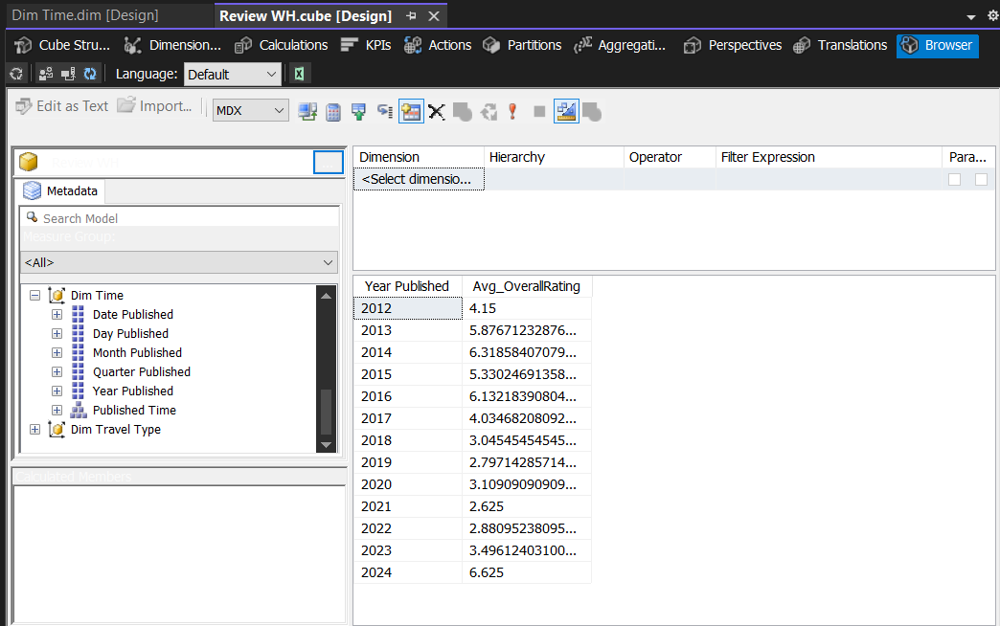 Dim Time.dim [Design] Review WH.cube [Design]
Cube Stru... Dimension... Calculations KPIs Actions Partitions Aggregati... Perspectives Translations Browser
Language: Default
Edit as Text Import... MDX
Review WH
Metadata
Search Model
Measure Group:
<All>
Dim Time
Date Published
Day Published
Month Published
Quarter Published
Year Published
Published Time
Dim Travel Type
Calculated Members
Dimension Hierarchy Operator Filter Expression Para...
<Select dimensio...
Year Published Avg_OverallRating
2012 4.15
2013 5.87671232876...
2014 6.31858407079...
2015 5.33024691358...
2016 6.13218390804...
2017 4.03468208092...
2018 3.04545454545...
2019 2.79714285714...
2020 3.10909090909...
2021 2.625
2022 2.88095238095...
2023 3.49612403100...
2024 6.625